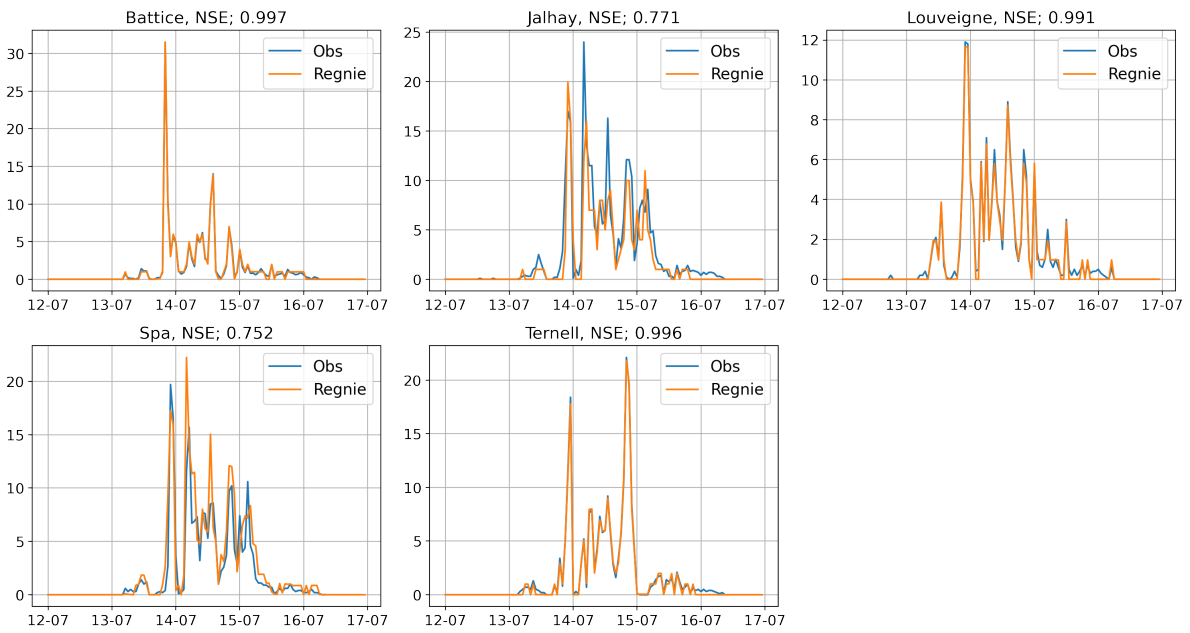 Battice, NSE; 0.997
Obs
Regnie
30
25
20
15
10
5
0
12-07 13-07 14-07 15-07 16-07 17-07
Jalhay, NSE; 0.771
Obs
Regnie
25
20
15
10
5
0
12-07 13-07 14-07 15-07 16-07 17-07
Louveigne, NSE; 0.991
Obs
Regnie
12
10
8
6
4
2
0
12-07 13-07 14-07 15-07 16-07 17-07
Spa, NSE; 0.752
Obs
Regnie
20
15
10
5
0
12-07 13-07 14-07 15-07 16-07 17-07
Ternell, NSE; 0.996
Obs
Regnie
20
15
10
5
0
12-07 13-07 14-07 15-07 16-07 17-07